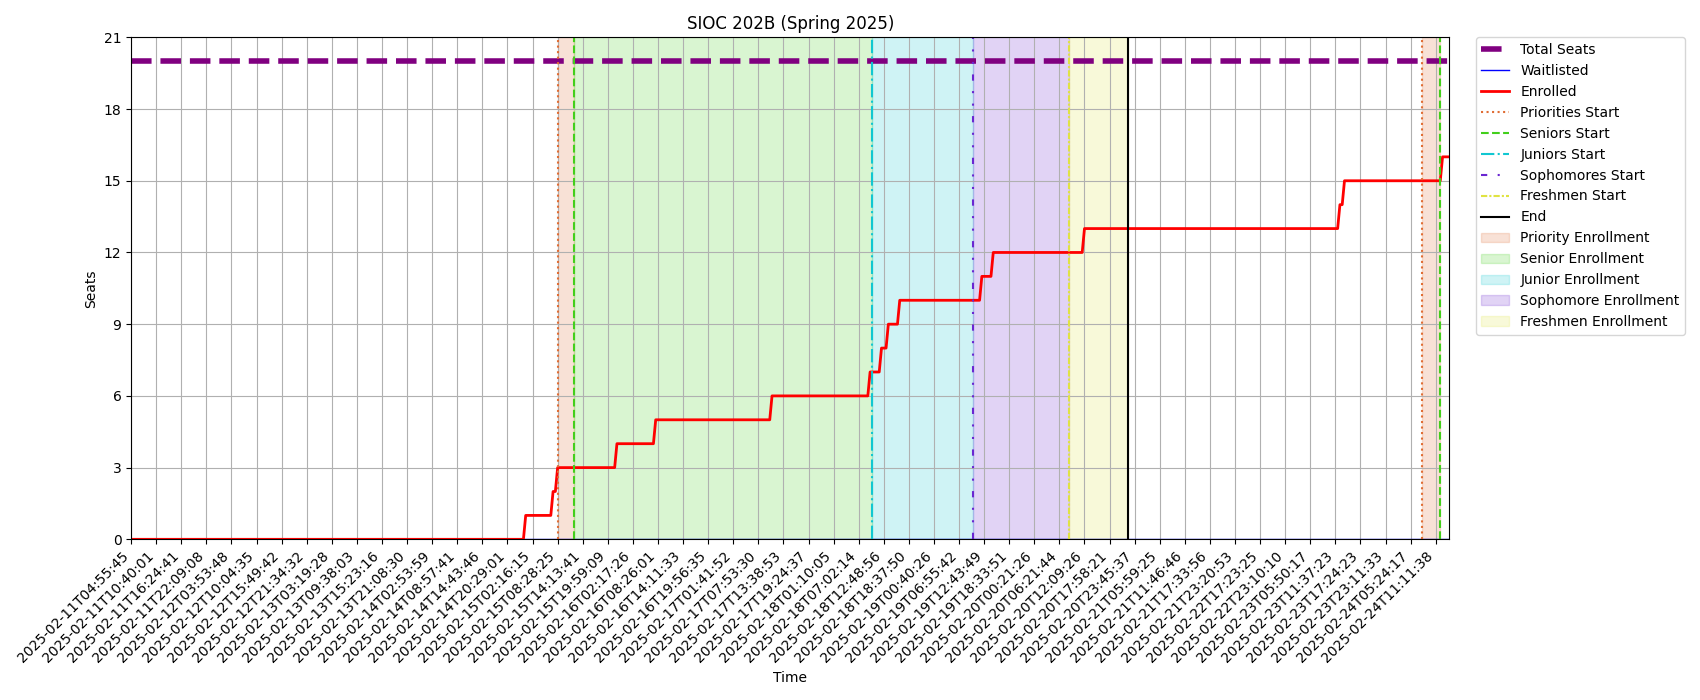 SIOC 202B (Spring 2025)
21
18
15
12
9
6
3
0
Seats
2025-02-11T04:55:45
2025-02-11T10:40:01
2025-02-11T16:24:41
2025-02-11T22:09:08
2025-02-12T03:53:48
2025-02-12T10:04:35
2025-02-12T15:49:42
2025-02-12T21:34:32
2025-02-13T03:19:28
2025-02-13T09:38:03
2025-02-13T15:23:16
2025-02-13T21:08:30
2025-02-14T02:53:59
2025-02-14T08:57:41
2025-02-14T14:43:46
2025-02-14T20:29:01
2025-02-15T02:16:15
2025-02-15T08:28:25
2025-02-15T14:13:41
2025-02-15T19:59:09
2025-02-16T02:17:26
2025-02-16T08:26:01
2025-02-16T14:11:33
2025-02-16T19:56:35
2025-02-17T01:41:52
2025-02-17T07:53:30
2025-02-17T13:38:53
2025-02-17T19:24:37
2025-02-18T01:10:05
2025-02-18T07:02:14
2025-02-18T12:48:56
2025-02-18T18:37:50
2025-02-19T00:40:26
2025-02-19T06:55:42
2025-02-19T12:43:49
2025-02-19T18:33:51
2025-02-20T00:21:26
2025-02-20T06:21:44
2025-02-20T12:09:26
2025-02-20T17:58:21
2025-02-20T23:45:37
2025-02-21T05:59:25
2025-02-21T11:46:46
2025-02-21T17:33:56
2025-02-21T23:20:53
2025-02-22T17:23:25
2025-02-22T23:10:10
2025-02-23T05:50:17
2025-02-23T11:37:23
2025-02-23T17:24:23
2025-02-23T23:11:33
2025-02-24T05:24:17
2025-02-24T11:11:38
Time
Total Seats
Waitlisted
Enrolled
Priorities Start
Seniors Start
Juniors Start
Sophomores Start
Freshmen Start
End
Priority Enrollment
Senior Enrollment
Junior Enrollment
Sophomore Enrollment
Freshmen Enrollment